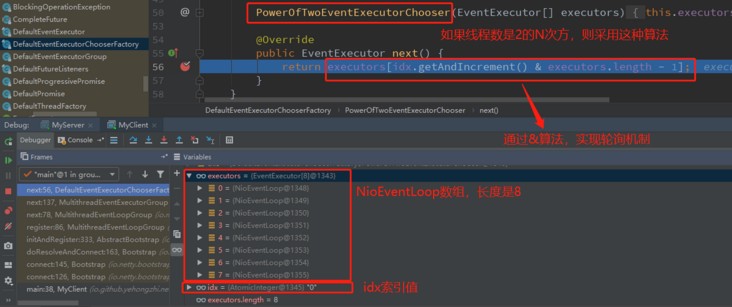 BlockingOperationException
CompleteFuture
DefaultEventExecutor
DefaultEventExecutorChooserFactory
DefaultEventExecutorGroup
DefaultFutureListeners
DefaultProgressivePromise
DefaultPromise
DefaultThreadFactory
50 @ PowerOfTwoEventExecutorChooser(EventExecutor[] executors) { this.executors
如果线程数是2的N次方，则采用这种算法
@Override
55 public EventExecutor next() {
56 return executors[idx.getAndIncrement() & executors.length - 1];
57 }
58 }
DefaultEventExecutorChooserFactory › PowerOfTwoEventExecutorChooser › next()
通过&算法，实现轮询机制
Debug: MyServer × MyClient ×
Debugger Console
Frames
Variables
"main"@1 in group...
next:56, DefaultEventExecutorChooserFact
next:137, MultithreadEventExecutorGroup
next:78, MultithreadEventLoopGroup
register:86, MultithreadEventLoopGroup
initAndRegister:333, AbstractBootstrap
doResolveAndConnect:163, Bootstrap
connect:145, Bootstrap (io.netty.bootstrap
connect:126, Bootstrap (io.netty.bootstrap
main:38, MyClient (io.github.yehongzhi.ne
executors = {EventExecutor[8]@1343}
0 = {NioEventLoop@1348}
1 = {NioEventLoop@1349}
2 = {NioEventLoop@1350}
3 = {NioEventLoop@1351}
4 = {NioEventLoop@1352}
5 = {NioEventLoop@1353}
6 = {NioEventLoop@1354}
7 = {NioEventLoop@1355}
NioEventLoop数组，长度是8
idx = {AtomicInteger@1345} "0"
idx索引值
executors.length = 8